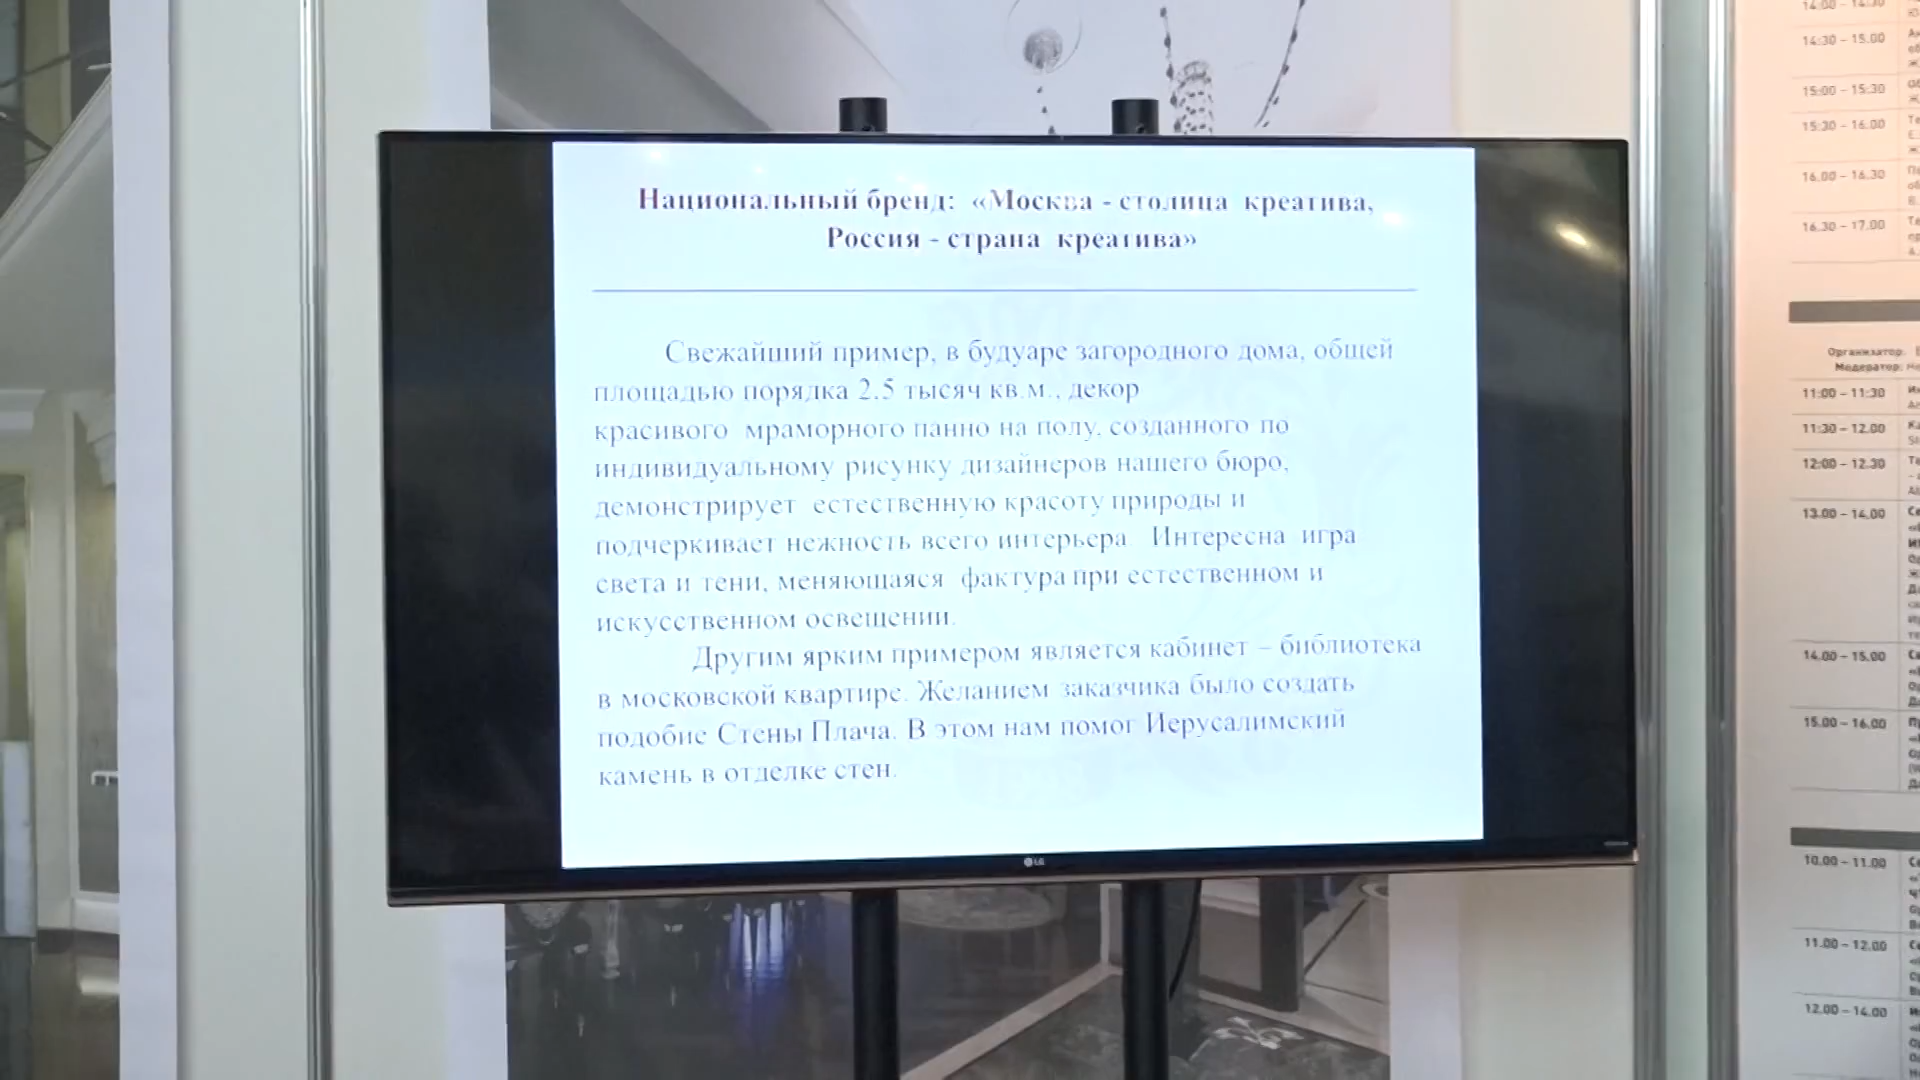 Национальный бренд: «Москва - столица креатива,
Россия - страна креатива»
Свежайший пример, в будуаре загородного дома, общей
площадью порядка 2.5 тысяч кв.м., декор
красивого мраморного панно на полу, созданного по
индивидуальному рисунку дизайнеров нашего бюро,
демонстрирует естественную красоту природы и
подчеркивает нежность всего интерьера. Интересна игра
света и тени, меняющаяся фактура при естественном и
искусственном освещении.
Другим ярким примером является кабинет – библиотека
в московской квартире. Желанием заказчика было создать
подобие Стены Плача. В этом нам помог Иерусалимский
камень в отделке стен.
LG
14:00 – 14:30
14:30 – 15.00
15:00 – 15:30
15:30 – 16.00
16.00 – 16.30
16.30 – 17.00
Организатор:
Модератор:
11:00 – 11:30
11:30 – 12.00
12:00 – 12.30
13.00 – 14.00
14.00 – 15.00
15.00 – 16.00
10.00 – 11.00
11.00 – 12.00
12.00 – 14.00